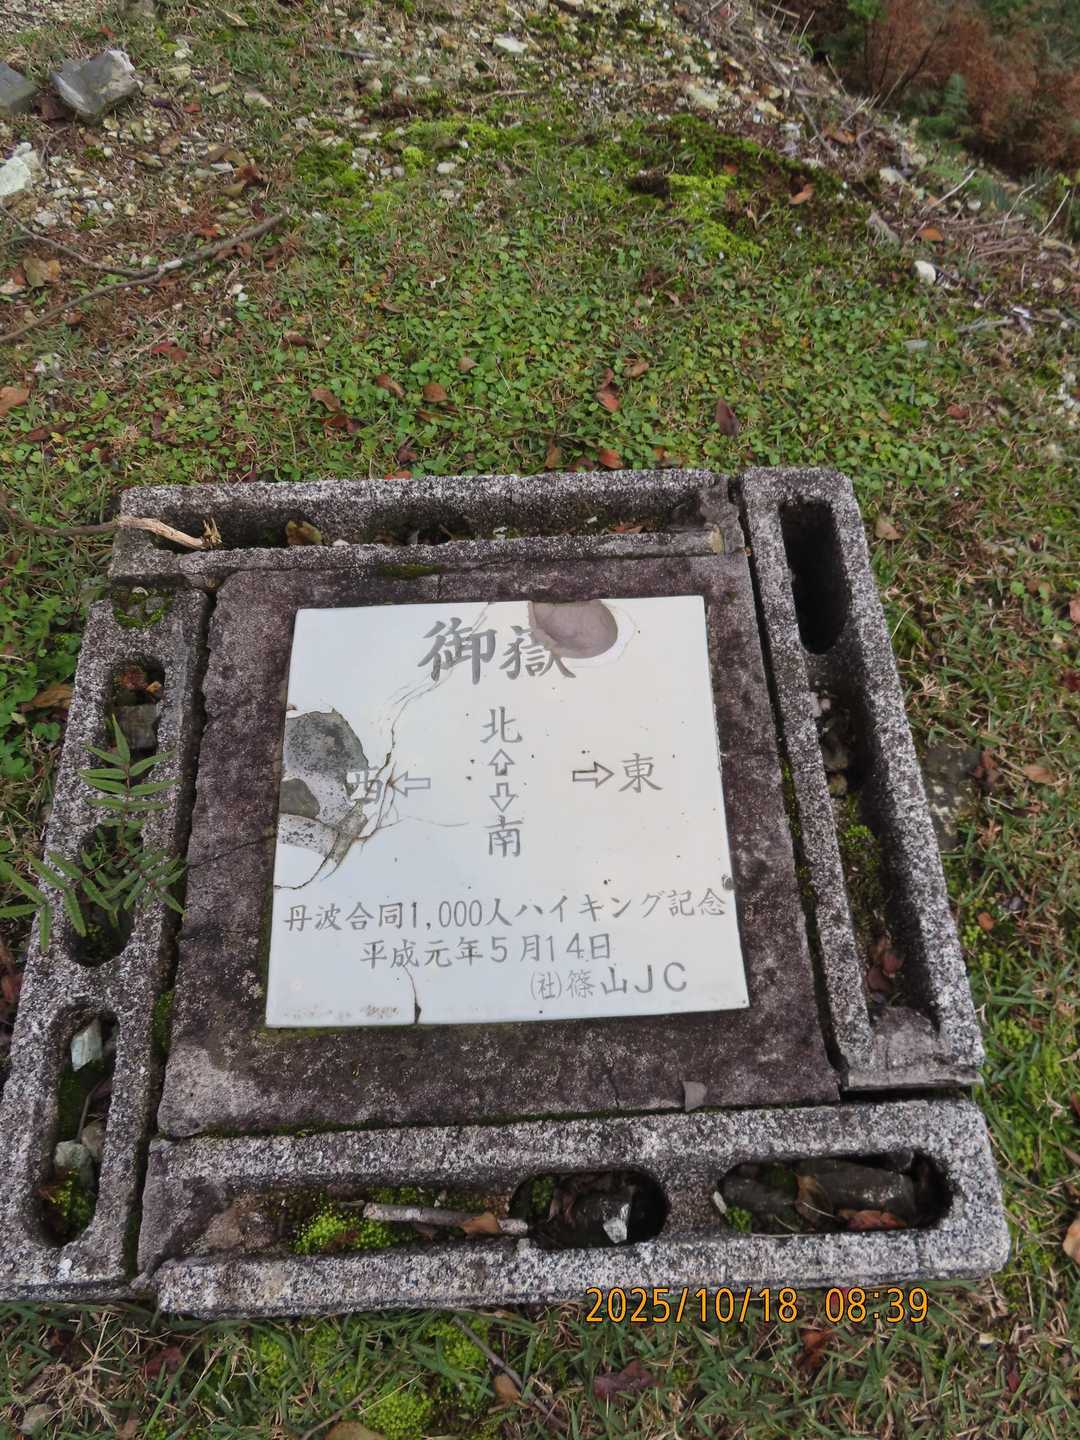 御嶽
北
⇧
西⇦ ⇨東
⇩
南
丹波合同1,000人ハイキング記念
平成元年5月14日
(社)篠山JC
2025/10/18 08:39